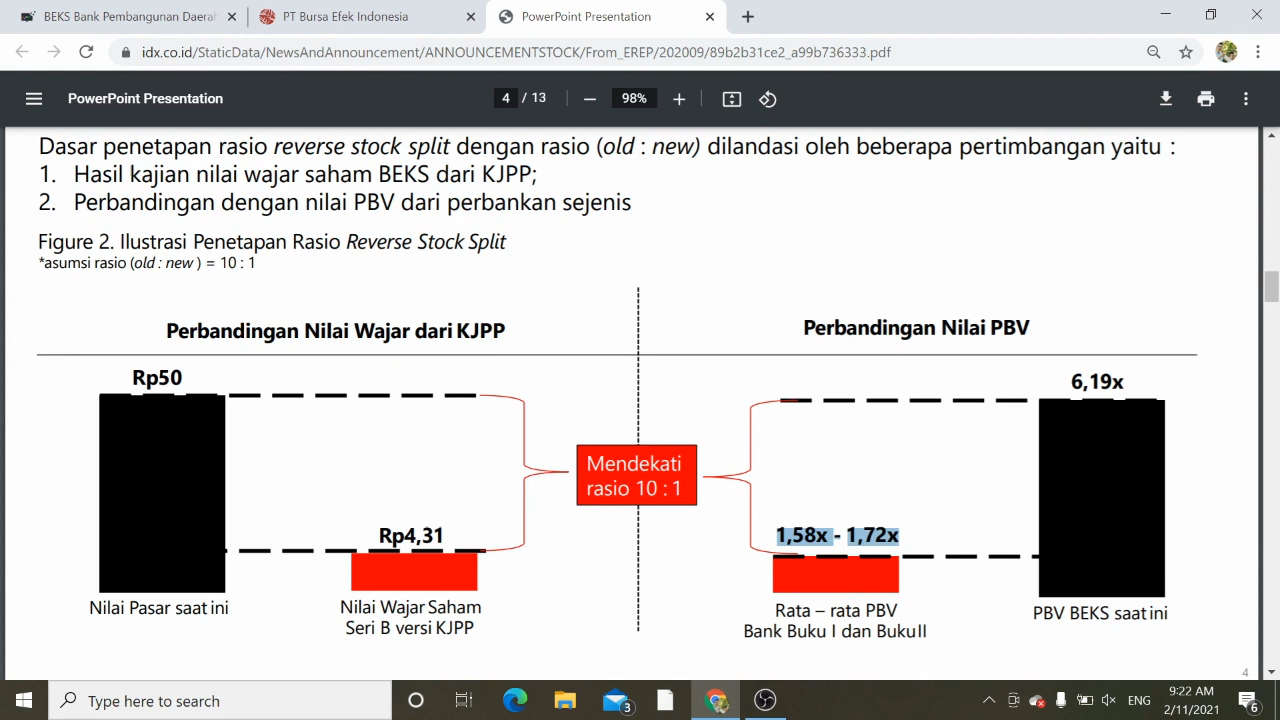 BEKS Bank Pembangunan Daerah
PT Bursa Efek Indonesia
PowerPoint Presentation
idx.co.id/StaticData/NewsAndAnnouncement/ANNOUNCEMENTSTOCK/From_EREP/202009/89b2b31ce2_a99b736333.pdf
PowerPoint Presentation
4 / 13
98%
Dasar penetapan rasio reverse stock split dengan rasio (old : new) dilandasi oleh beberapa pertimbangan yaitu :
1. Hasil kajian nilai wajar saham BEKS dari KJPP;
2. Perbandingan dengan nilai PBV dari perbankan sejenis
Figure 2. Ilustrasi Penetapan Rasio Reverse Stock Split
*asumsi rasio (old : new ) = 10 : 1
Perbandingan Nilai Wajar dari KJPP
Rp50
Rp4,31
Nilai Pasar saat ini
Nilai Wajar Saham
Seri B versi KJPP
Mendekati
rasio 10 : 1
Perbandingan Nilai PBV
6,19x
1,58x - 1,72x
Rata – rata PBV
Bank Buku I dan Buku II
PBV BEKS saat ini
4
Type here to search
3
ENG
9:22 AM
2/11/2021
6